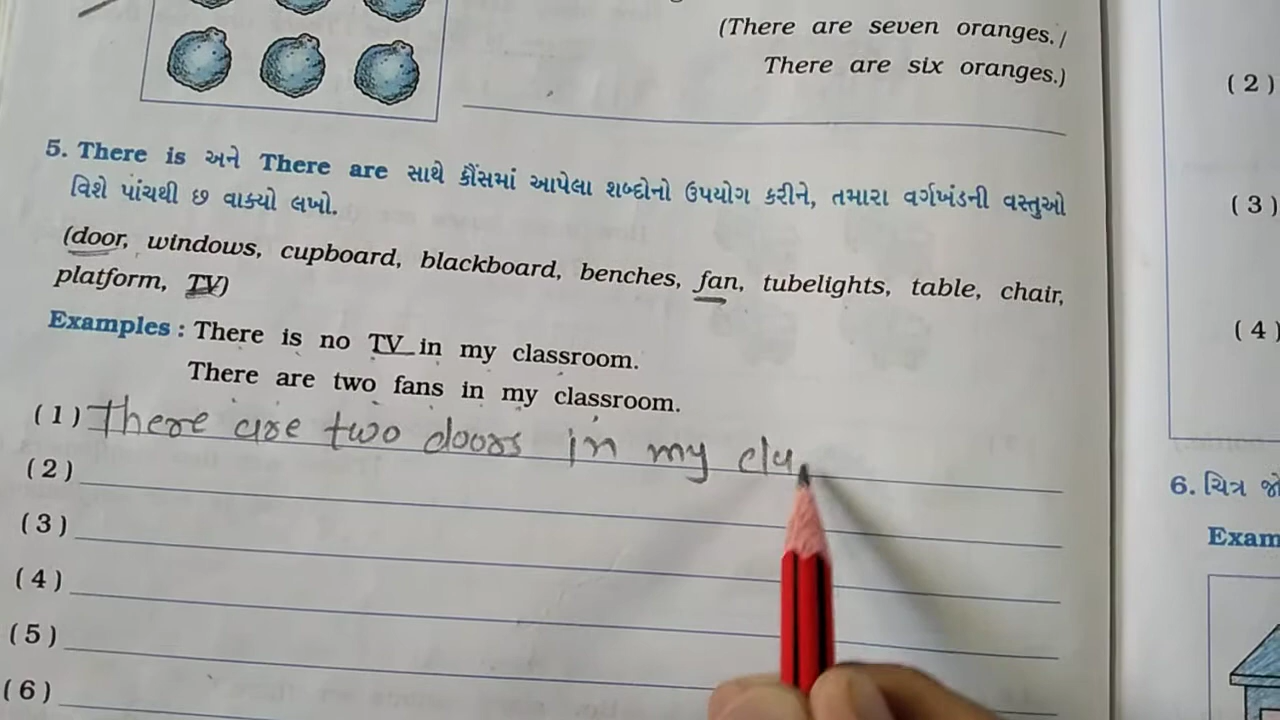 (There are seven oranges./
There are six oranges.)
5. There is અને There are સાથે કૌંસમાં આપેલા શબ્દોનો ઉપયોગ કરીને, તમારા વર્ગખંડની વસ્તુઓ
વિશે પાંચથી છ વાક્યો લખો.
(door, windows, cupboard, blackboard, benches, fan, tubelights, table, chair,
platform, TV)
Examples : There is no TV in my classroom.
There are two fans in my classroom.
(1) There are two doors in my cla
(2)
(3)
(4)
(5)
(6)
(2)
(3)
(4)
6. ચિત્ર
Exam